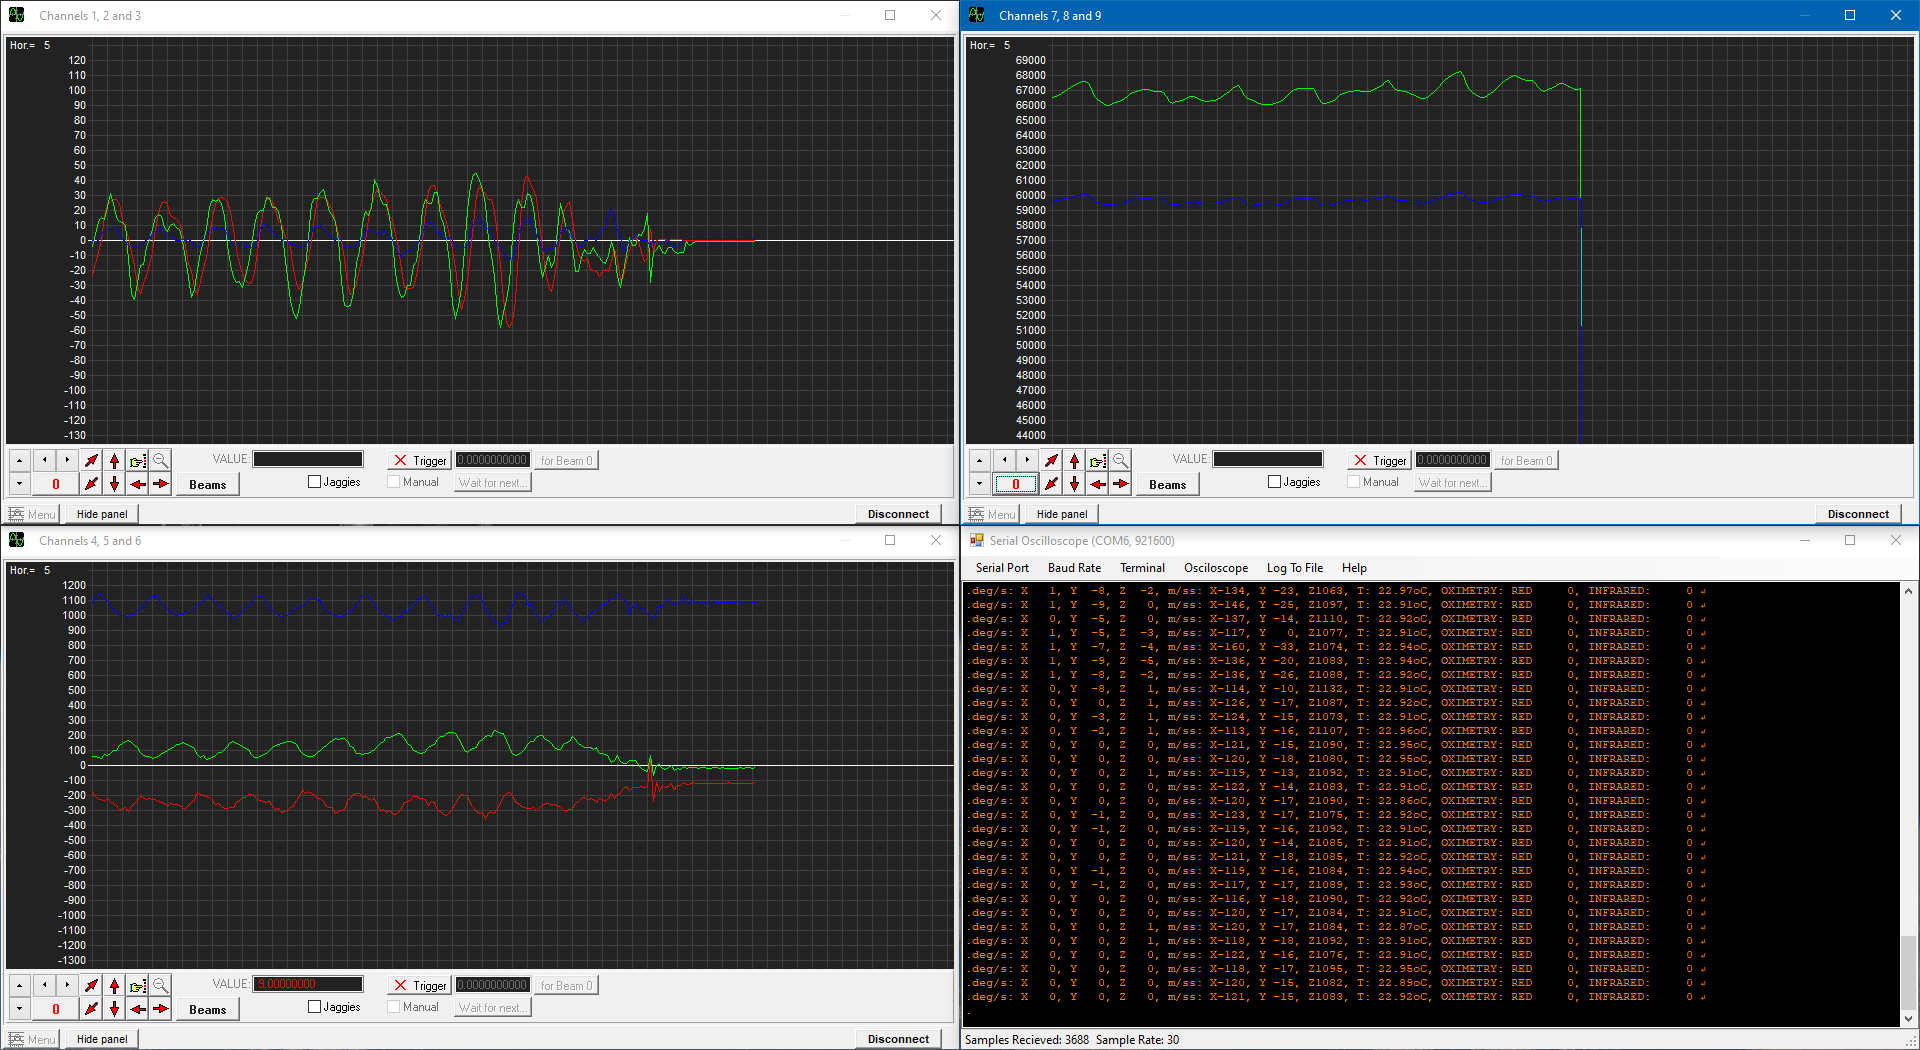 Channels 1, 2 and 3
Hor.= 5
120
110
100
90
80
70
60
50
40
30
20
10
0
-10
-20
-30
-40
-50
-60
-70
-80
-90
-100
-110
-120
-130
VALUE:
Trigger
0.0000000000
for Beam 0
0
Beams
Jaggies
Manual
Wait for next...
Menu
Hide panel
Disconnect
Channels 7, 8 and 9
Hor.= 5
69000
68000
67000
66000
65000
64000
63000
62000
61000
60000
59000
58000
57000
56000
55000
54000
53000
52000
51000
50000
49000
48000
47000
46000
45000
44000
VALUE:
Trigger
0.0000000000
for Beam 0
0
Beams
Jaggies
Manual
Wait for next...
Menu
Hide panel
Disconnect
Channels 4, 5 and 6
Hor.= 5
1200
1100
1000
900
800
700
600
500
400
300
200
100
0
-100
-200
-300
-400
-500
-600
-700
-800
-900
-1000
-1100
-1200
-1300
VALUE:
9.00000000
Trigger
0.0000000000
for Beam 0
0
Beams
Jaggies
Manual
Wait for next...
Menu
Hide panel
Disconnect
Serial Oscilloscope (COM6, 921600)
Serial Port Baud Rate Terminal Oscilloscope Log To File Help
.deg/s: X 1, Y -8, Z -2, m/ss: X-134, Y -23, Z1063, T: 22.97oC, OXIMETRY: RED 0, INFRARED: 0
.deg/s: X 1, Y -9, Z 0, m/ss: X-146, Y -25, Z1097, T: 22.91oC, OXIMETRY: RED 0, INFRARED: 0
.deg/s: X 0, Y -5, Z 0, m/ss: X-137, Y -14, Z1110, T: 22.92oC, OXIMETRY: RED 0, INFRARED: 0
.deg/s: X 1, Y -5, Z -3, m/ss: X-117, Y 0, Z1077, T: 22.91oC, OXIMETRY: RED 0, INFRARED: 0
.deg/s: X 1, Y -7, Z -4, m/ss: X-160, Y -33, Z1074, T: 22.94oC, OXIMETRY: RED 0, INFRARED: 0
.deg/s: X 1, Y -9, Z -5, m/ss: X-136, Y -20, Z1083, T: 22.94oC, OXIMETRY: RED 0, INFRARED: 0
.deg/s: X 1, Y -8, Z -2, m/ss: X-136, Y -26, Z1088, T: 22.92oC, OXIMETRY: RED 0, INFRARED: 0
.deg/s: X 0, Y -8, Z 1, m/ss: X-114, Y -10, Z1132, T: 22.91oC, OXIMETRY: RED 0, INFRARED: 0
.deg/s: X 0, Y 0, Z 1, m/ss: X-126, Y -17, Z1087, T: 22.92oC, OXIMETRY: RED 0, INFRARED: 0
.deg/s: X 0, Y -3, Z 1, m/ss: X-124, Y -15, Z1073, T: 22.91oC, OXIMETRY: RED 0, INFRARED: 0
.deg/s: X 0, Y -2, Z 1, m/ss: X-113, Y -16, Z1107, T: 22.96oC, OXIMETRY: RED 0, INFRARED: 0
.deg/s: X 0, Y 0, Z 0, m/ss: X-121, Y -15, Z1090, T: 22.95oC, OXIMETRY: RED 0, INFRARED: 0
.deg/s: X 0, Y 0, Z 0, m/ss: X-120, Y -18, Z1080, T: 22.95oC, OXIMETRY: RED 0, INFRARED: 0
.deg/s: X 0, Y 0, Z 1, m/ss: X-119, Y -13, Z1092, T: 22.91oC, OXIMETRY: RED 0, INFRARED: 0
.deg/s: X 0, Y 0, Z 0, m/ss: X-122, Y -14, Z1083, T: 22.91oC, OXIMETRY: RED 0, INFRARED: 0
.deg/s: X 0, Y 0, Z 0, m/ss: X-120, Y -17, Z1090, T: 22.86oC, OXIMETRY: RED 0, INFRARED: 0
.deg/s: X 0, Y -1, Z 0, m/ss: X-123, Y -17, Z1075, T: 22.92oC, OXIMETRY: RED 0, INFRARED: 0
.deg/s: X 0, Y -1, Z 0, m/ss: X-119, Y -16, Z1092, T: 22.91oC, OXIMETRY: RED 0, INFRARED: 0
.deg/s: X 0, Y 0, Z 0, m/ss: X-120, Y -14, Z1085, T: 22.91oC, OXIMETRY: RED 0, INFRARED: 0
.deg/s: X 0, Y 0, Z 0, m/ss: X-121, Y -18, Z1085, T: 22.92oC, OXIMETRY: RED 0, INFRARED: 0
.deg/s: X 0, Y -1, Z 0, m/ss: X-119, Y -16, Z1084, T: 22.94oC, OXIMETRY: RED 0, INFRARED: 0
.deg/s: X 0, Y -1, Z 0, m/ss: X-117, Y -17, Z1089, T: 22.93oC, OXIMETRY: RED 0, INFRARED: 0
.deg/s: X 0, Y 0, Z 0, m/ss: X-116, Y -18, Z1090, T: 22.92oC, OXIMETRY: RED 0, INFRARED: 0
.deg/s: X 0, Y 0, Z 0, m/ss: X-120, Y -17, Z1084, T: 22.91oC, OXIMETRY: RED 0, INFRARED: 0
.deg/s: X 0, Y 0, Z 1, m/ss: X-120, Y -17, Z1084, T: 22.87oC, OXIMETRY: RED 0, INFRARED: 0
.deg/s: X 0, Y 0, Z 1, m/ss: X-118, Y -18, Z1092, T: 22.91oC, OXIMETRY: RED 0, INFRARED: 0
.deg/s: X 0, Y 0, Z 0, m/ss: X-122, Y -16, Z1076, T: 22.91oC, OXIMETRY: RED 0, INFRARED: 0
.deg/s: X 0, Y 0, Z 0, m/ss: X-118, Y -17, Z1095, T: 22.95oC, OXIMETRY: RED 0, INFRARED: 0
.deg/s: X 0, Y 0, Z 0, m/ss: X-120, Y -15, Z1082, T: 22.89oC, OXIMETRY: RED 0, INFRARED: 0
.deg/s: X 0, Y 0, Z 0, m/ss: X-121, Y -15, Z1083, T: 22.92oC, OXIMETRY: RED 0, INFRARED: 0
.
Samples Recieved: 3688 Sample Rate: 30